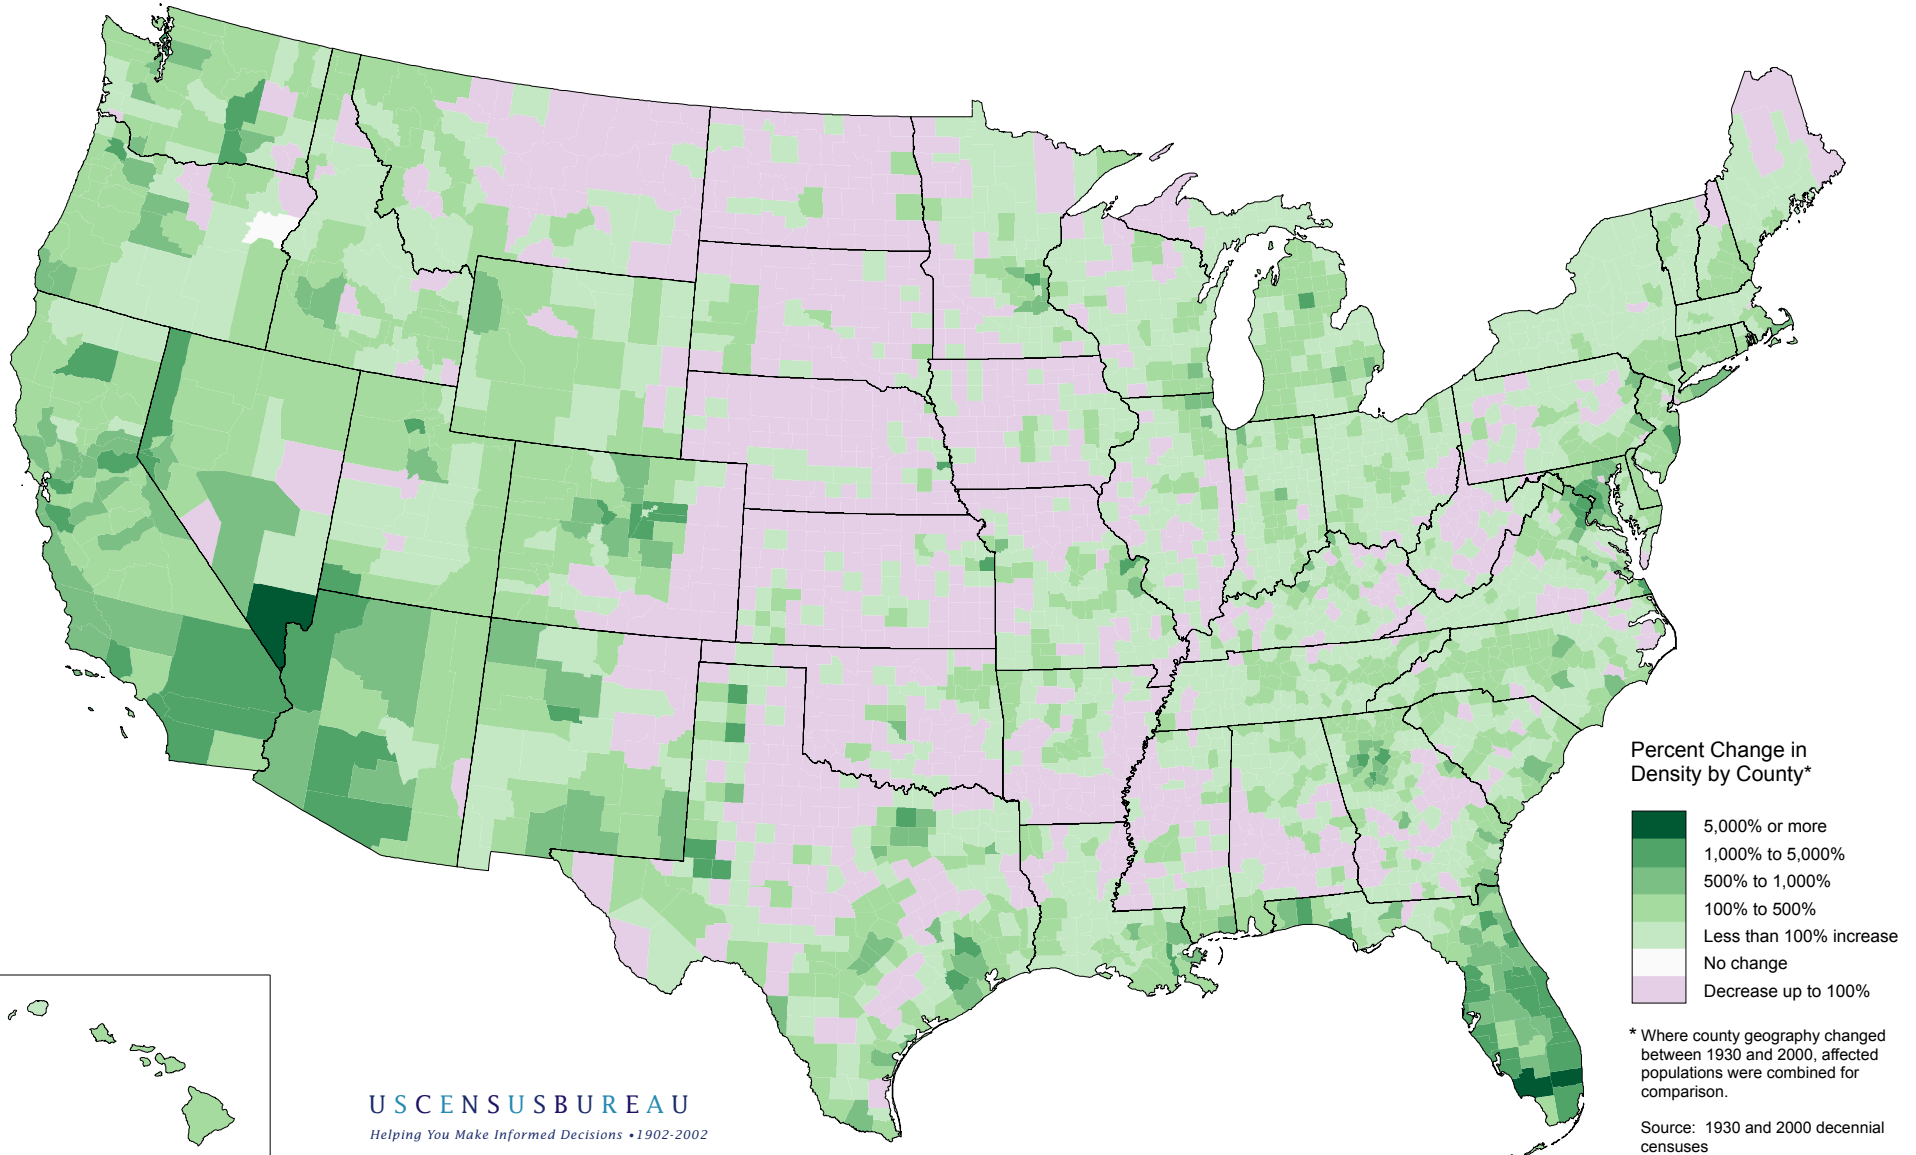 Percent Change in
Density by County*
5,000% or more
1,000% to 5,000%
500% to 1,000%
100% to 500%
Less than 100% increase
No change
Decrease up to 100%
* Where county geography changed
between 1930 and 2000, affected
populations were combined for
comparison.
Source: 1930 and 2000 decennial
censuses
USCENSUSBUREAU
Helping You Make Informed Decisions • 1902-2002